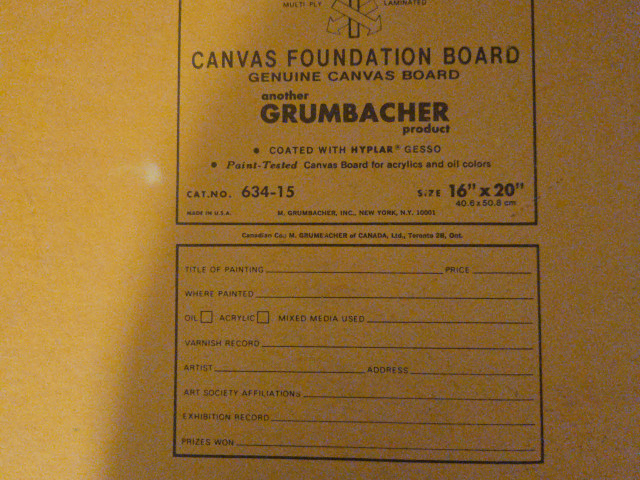 MULTI PLY LAMINATED
CANVAS FOUNDATION BOARD
GENUINE CANVAS BOARD
another
GRUMBACHER
product
• COATED WITH HYPLAR® GESSO
• Paint-Tested Canvas Board for acrylics and oil colors
CAT.NO. 634-15 SIZE 16" x 20"
40.6 x 50.8 cm
MADE IN U.S.A. M. GRUMBACHER, INC., NEW YORK, N.Y. 10001
Canadian Co.: M. GRUMBACHER of CANADA, Ltd., Toronto 2B, Ont.
TITLE OF PAINTING PRICE
WHERE PAINTED
OIL ACRYLIC MIXED MEDIA USED
VARNISH RECORD
ARTIST ADDRESS
ART SOCIETY AFFILIATIONS
EXHIBITION RECORD
PRIZES WON